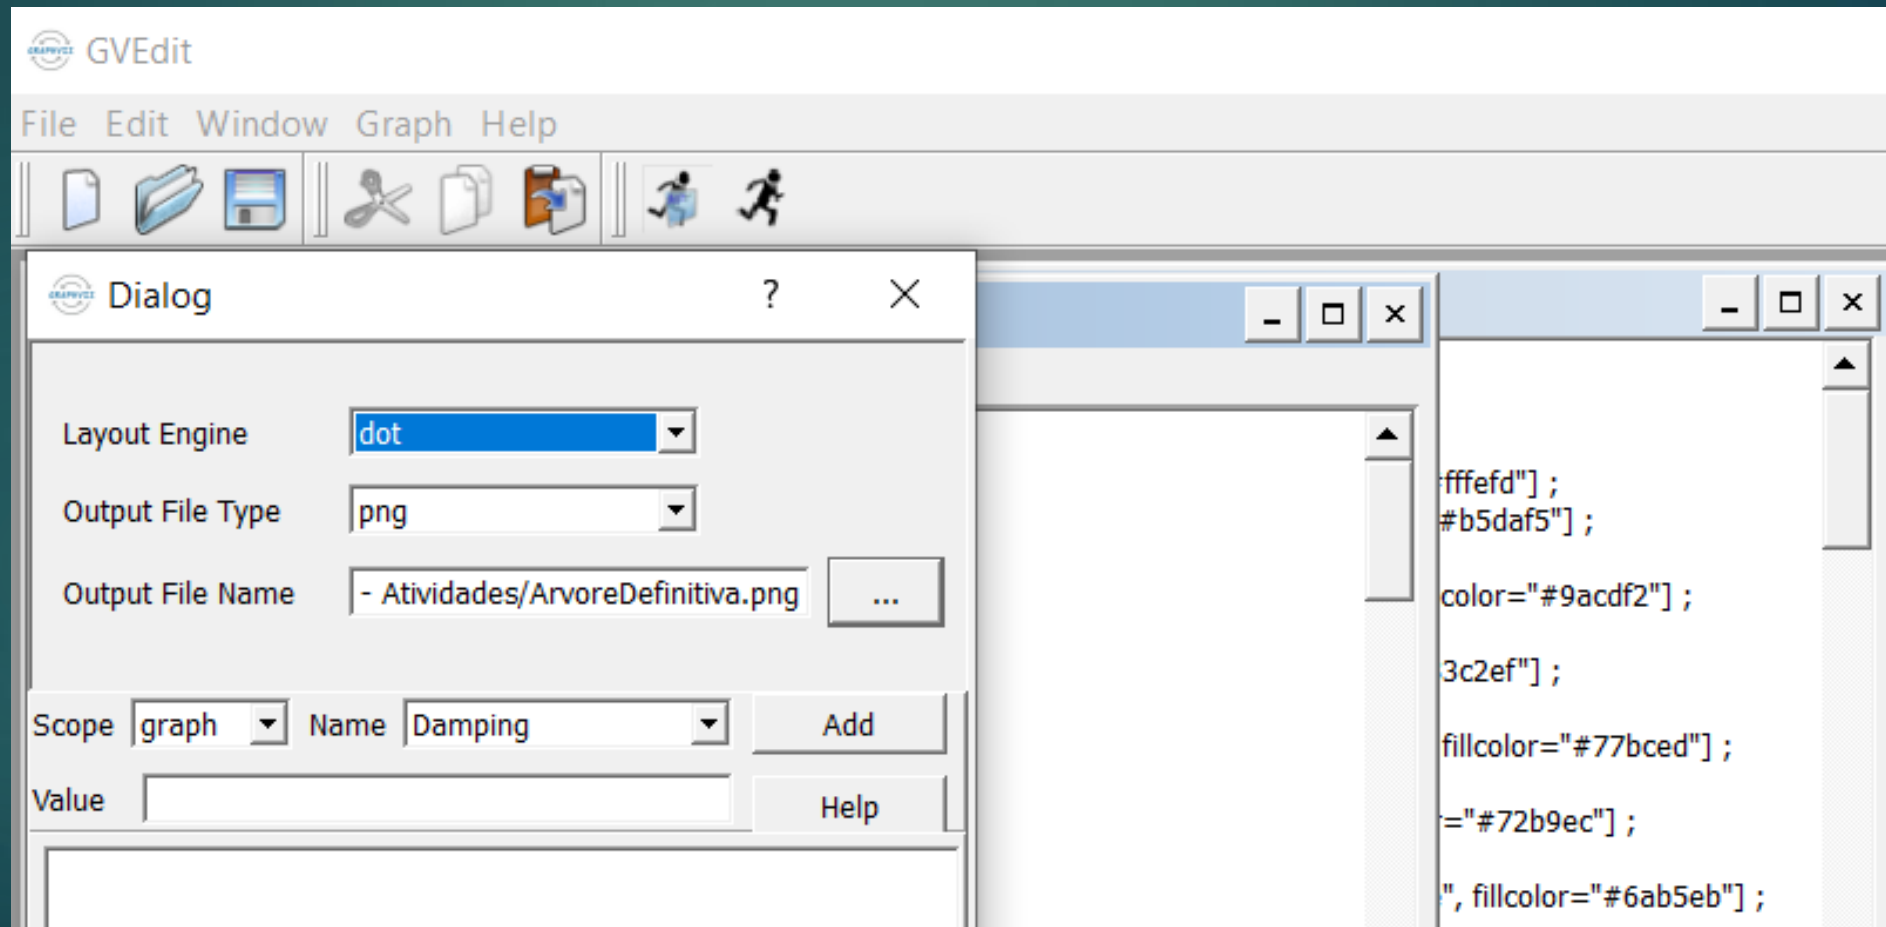 GVEdit
File Edit Window Graph Help
Dialog ?
Layout Engine dot
Output File Type png
Output File Name - Atividades/ArvoreDefinitiva.png ...
Scope graph Name Damping Add
Value Help
fffefd"] ;
#b5daf5"] ;
color="#9acdf2"] ;
3c2ef"] ;
fillcolor="#77bced"] ;
="#72b9ec"] ;
", fillcolor="#6ab5eb"] ;